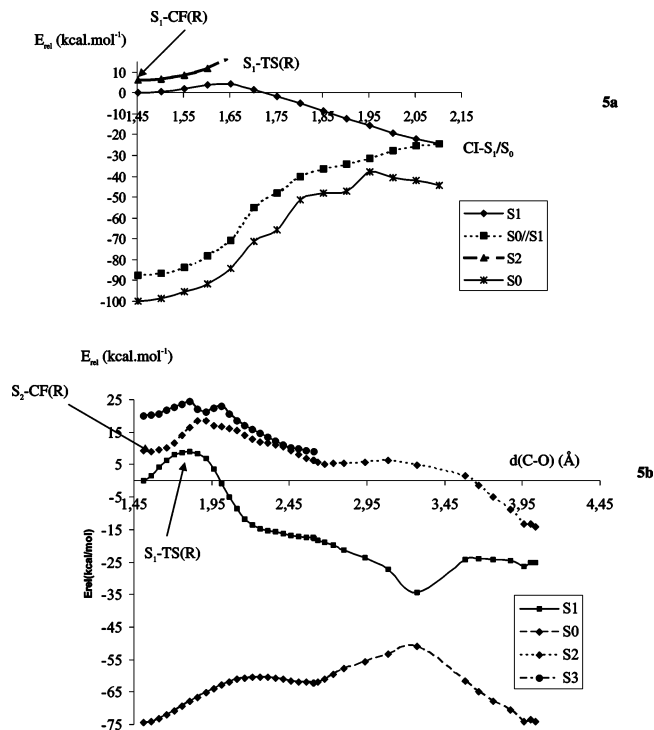 S1-CF(R)
Erel (kcal.mol-1)
S1-TS(R)
10
0
1,45 1,55 1,65 1,75 1,85 1,95 2,05 2,15
-10
-20
-30
-40
-50
-60
-70
-80
-90
-100
5a
CI-S1/S0
S1
S0//S1
S2
S0
Erel (kcal.mol-1)
S2-CF(R)
25
15
5
-5
-15
-25
-35
-45
-55
-65
-75
d(C-O) (Å)
1,45 1,95 2,45 2,95 3,45 3,95 4,45
5b
S1-TS(R)
Erel(kcal/mol)
S1
S0
S2
S3